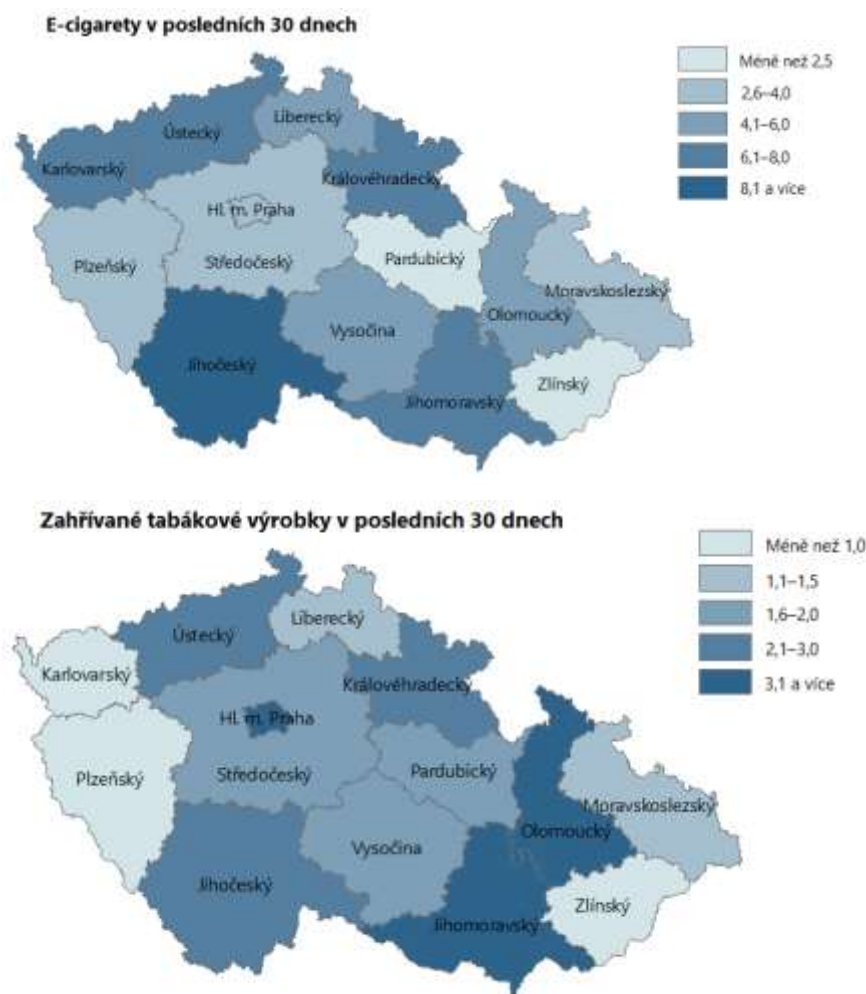 E-cigarety v posledních 30 dnech
Méně než 2,5
2,6–4,0
4,1–6,0
6,1–8,0
8,1 a více
Liberecký
Ústecký
Karlovarský
Královéhradecký
Hl. m. Praha
Plzeňský
Středočeský
Pardubický
Moravskoslezský
Olomoucký
Vysočina
Jihočeský
Zlínský
Jihomoravský
Zahřívané tabákové výrobky v posledních 30 dnech
Méně než 1,0
1,1–1,5
1,6–2,0
2,1–3,0
3,1 a více
Liberecký
Ústecký
Karlovarský
Královéhradecký
Hl. m. Praha
Plzeňský
Středočeský
Pardubický
Moravskoslezský
Olomoucký
Vysočina
Jihočeský
Zlínský
Jihomoravský